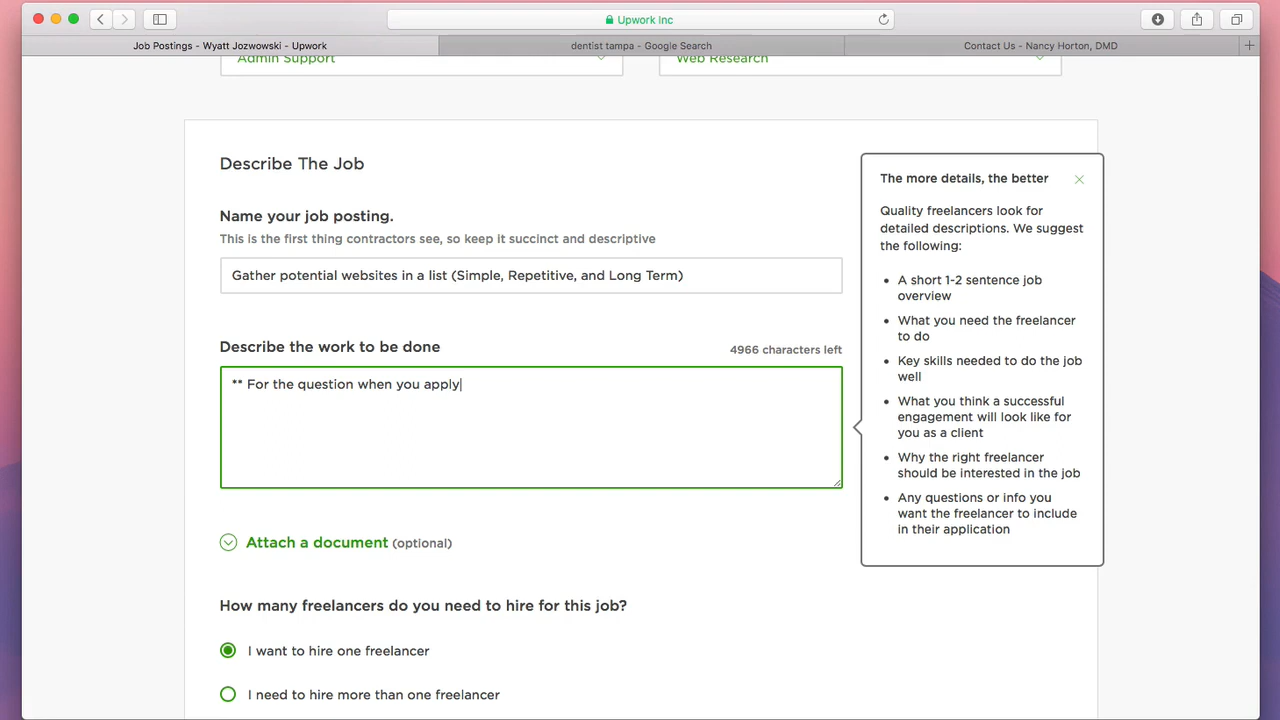 Upwork Inc
Job Postings - Wyatt Jozwowski - Upwork
dentist tampa - Google Search
Contact Us - Nancy Horton, DMD
Admin Support
Web Research
Describe The Job
Name your job posting.
This is the first thing contractors see, so keep it succinct and descriptive
Gather potential websites in a list (Simple, Repetitive, and Long Term)
Describe the work to be done
4966 characters left
** For the question when you apply
Attach a document (optional)
How many freelancers do you need to hire for this job?
I want to hire one freelancer
I need to hire more than one freelancer
The more details, the better
Quality freelancers look for
detailed descriptions. We suggest
the following:
A short 1-2 sentence job
overview
What you need the freelancer
to do
Key skills needed to do the job
well
What you think a successful
engagement will look like for
you as a client
Why the right freelancer
should be interested in the job
Any questions or info you
want the freelancer to include
in their application